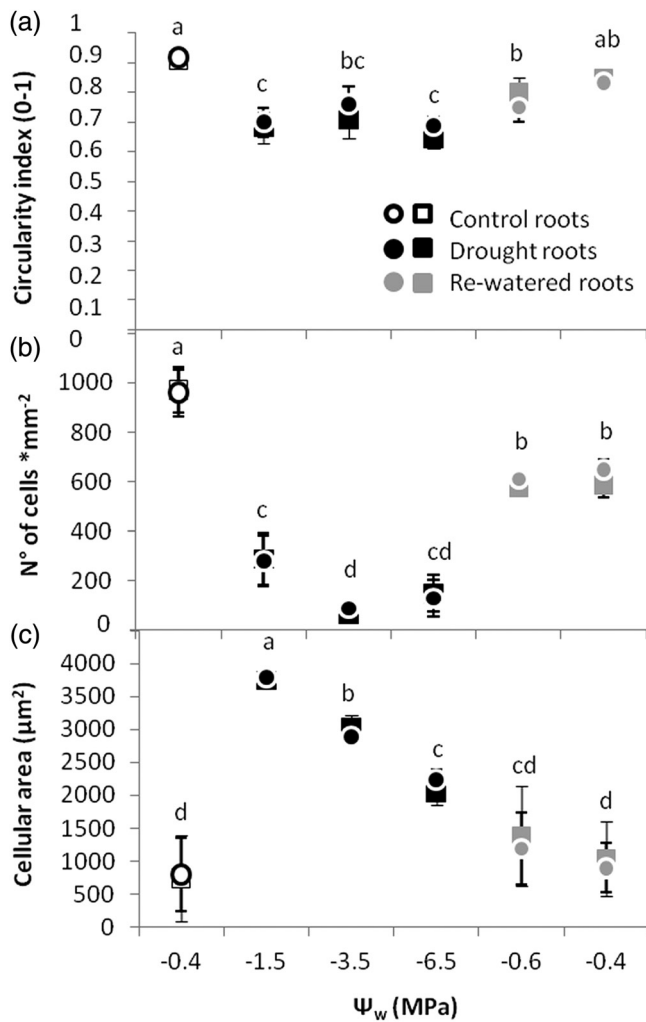 (a)
Circularity index (0-1)
1
0.9
0.8
0.7
0.6
0.5
0.4
0.3
0.2
0.1
0
a
c
bc
c
b
ab
Control roots
Drought roots
Re-watered roots
(b)
N° of cells *mm-2
1000
800
600
400
200
0
a
c
d
cd
b
b
(c)
Cellular area (µm²)
4000
3500
3000
2500
2000
1500
1000
500
0
d
a
b
c
cd
d
-0.4 -1.5 -3.5 -6.5 -0.6 -0.4
Ψw (MPa)